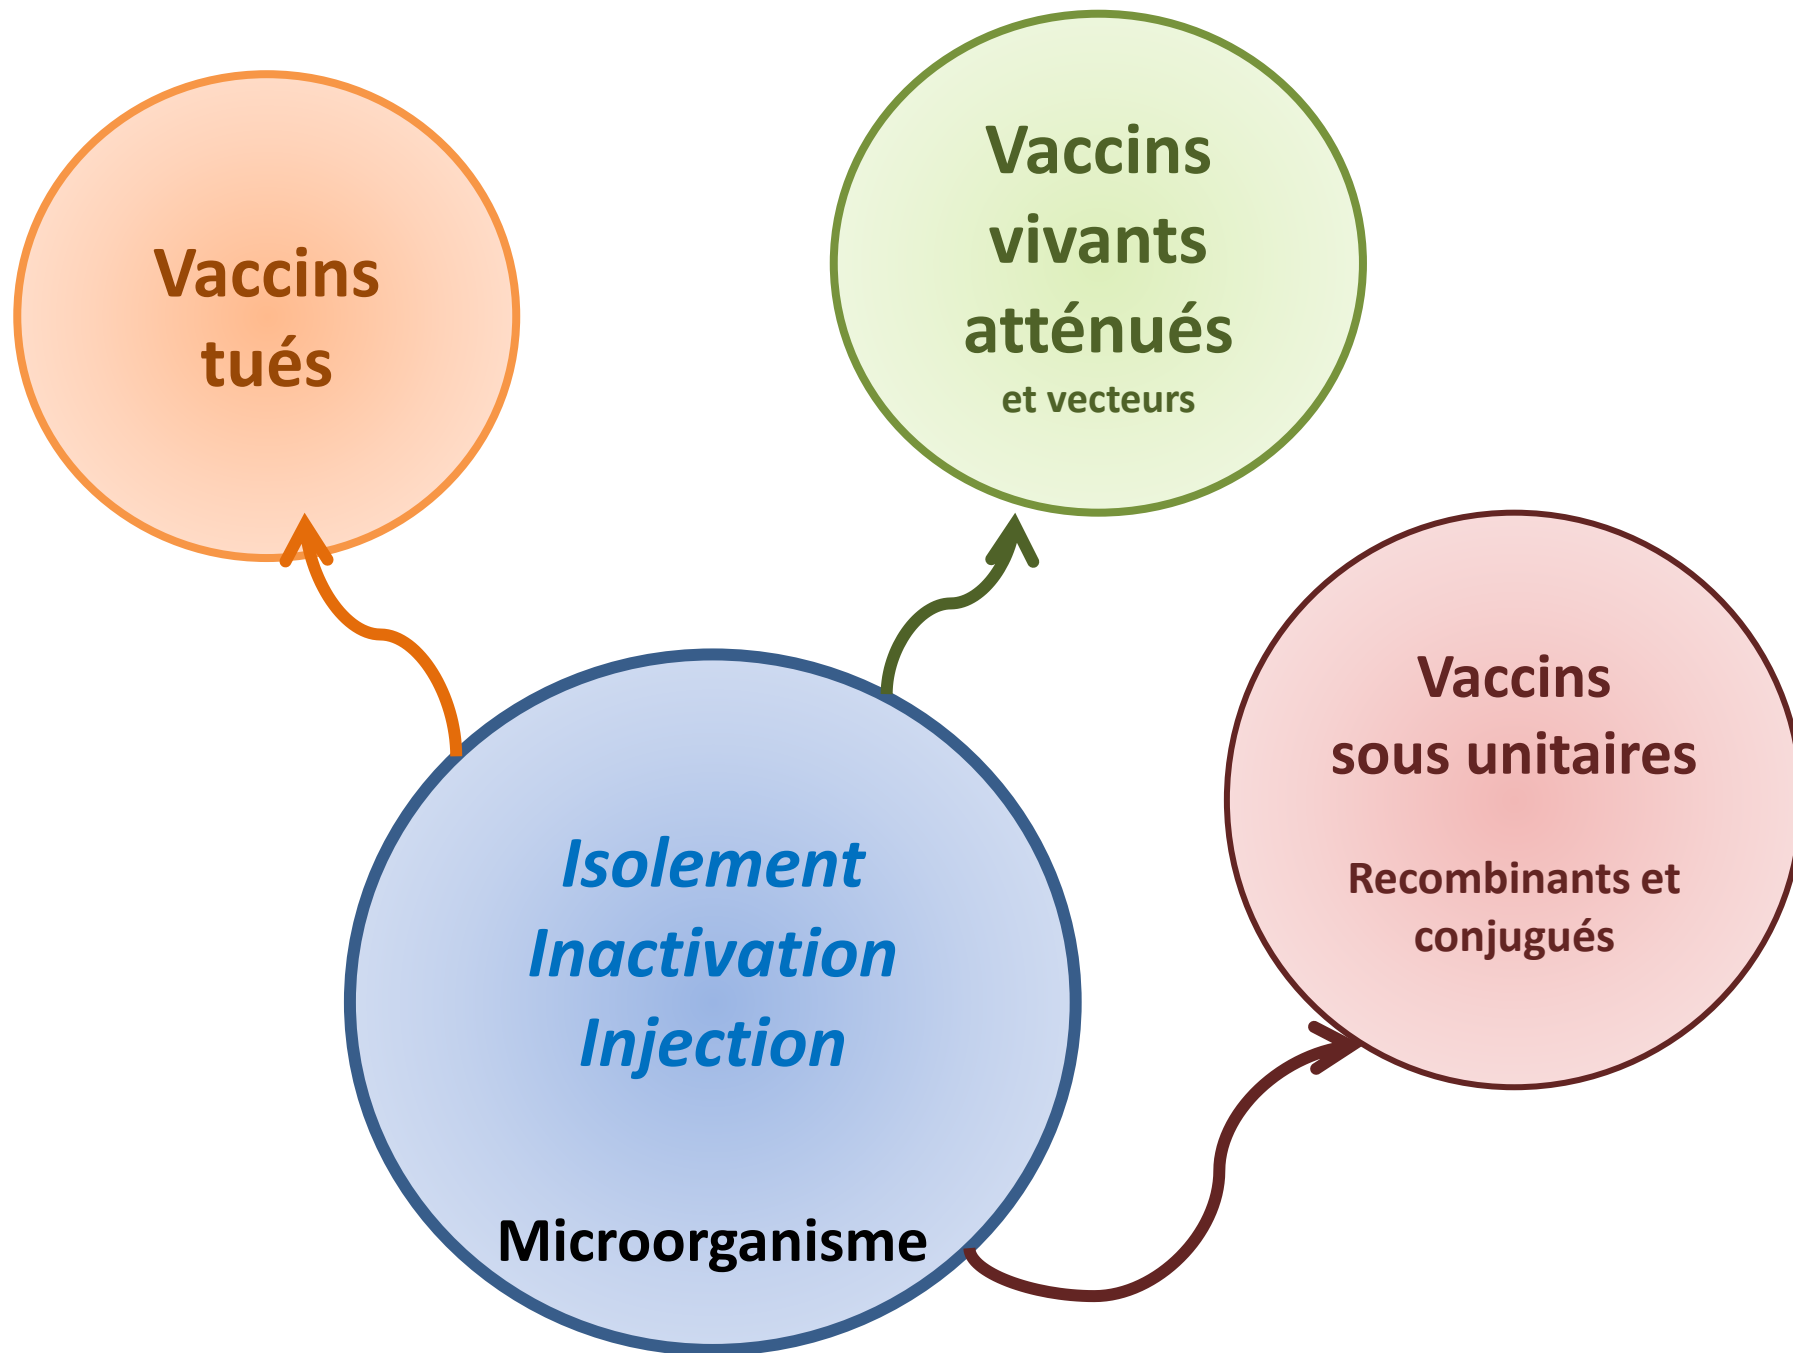 Vaccins
tués
Vaccins
vivants
atténués
et vecteurs
Vaccins
sous unitaires
Recombinants et
conjugués
Isolement
Inactivation
Injection
Microorganisme